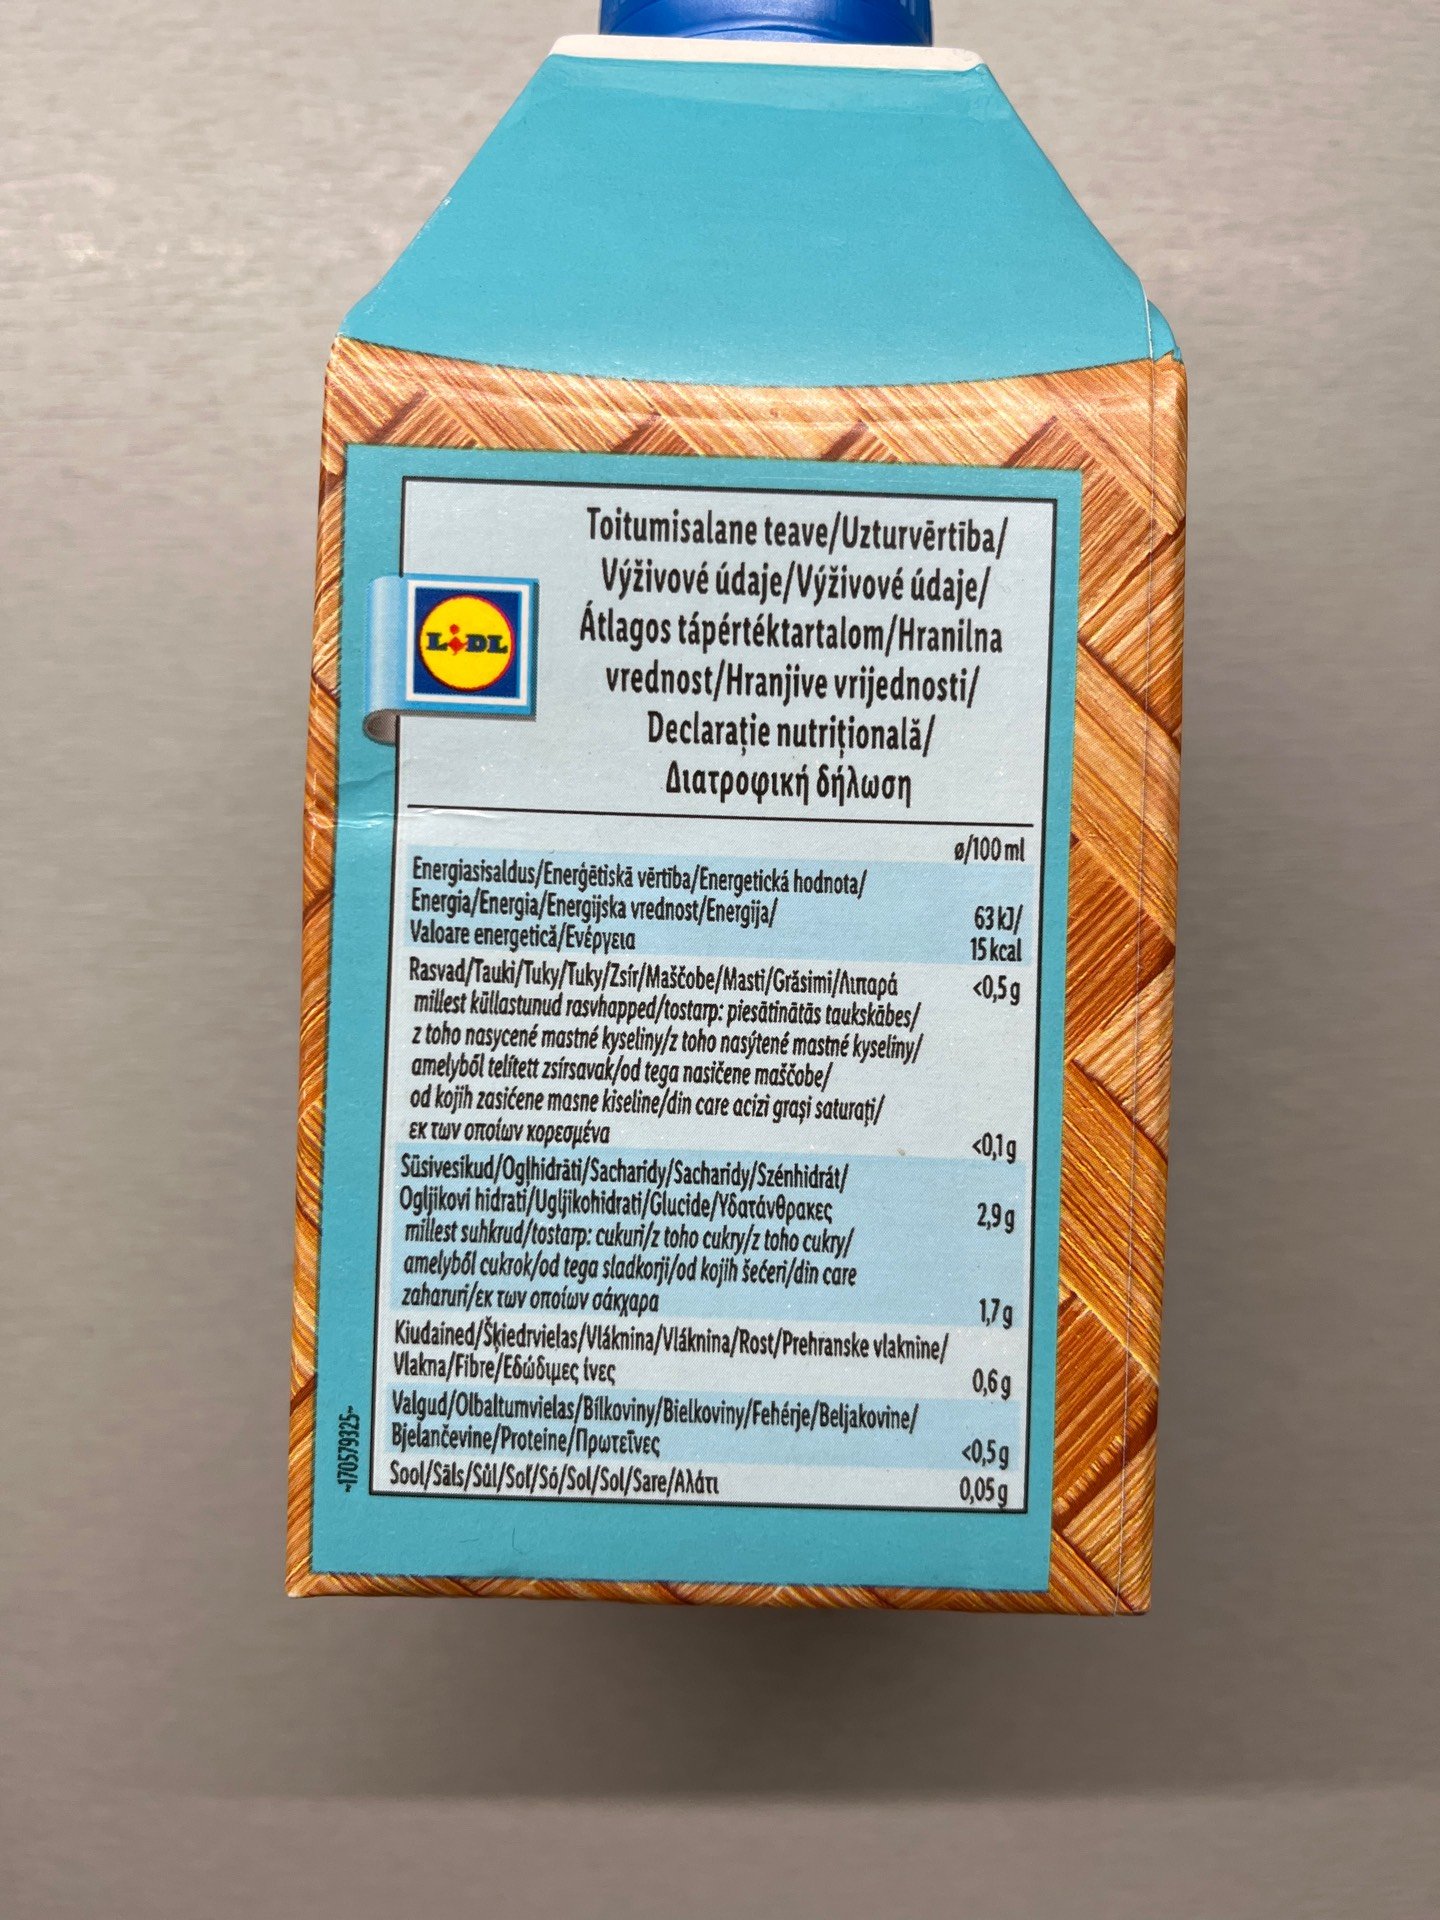 Toitumisalane teave/Uzturvērtība/
Výživové údaje/Výživové údaje/
Átlagos tápértéktartalom/Hranilna
vrednost/Hranjive vrijednosti/
Declarație nutrițională/
Διατροφική δήλωση
LIDL
ø/100 ml
Energiasisaldus/Enerģētiskā vērtība/Energetická hodnota/
Energia/Energia/Energijska vrednost/Energija/ 63 kJ/
Valoare energetică/Ενέργεια 15 kcal
Rasvad/Tauki/Tuky/Tuky/Zsír/Maščobe/Masti/Grăsimi/Λιπαρά <0,5 g
millest küllastunud rasvhapped/tostarp: piesātinātās taukskābes/
z toho nasycené mastné kyseliny/z toho nasýtené mastné kyseliny/
amelyből telített zsírsavak/od tega nasičene maščobe/
od kojih zasićene masne kiseline/din care acizi grași saturați/
εκ των οποίων κορεσμένα <0,1 g
Süsivesikud/Ogļhidrāti/Sacharidy/Sacharidy/Szénhidrát/
Ogljikovi hidrati/Ugljikohidrati/Glucide/Υδατάνθρακες 2,9 g
millest suhkrud/tostarp: cukuri/z toho cukry/z toho cukry/
amelyből cukrok/od tega sladkorji/od kojih šećeri/din care
zaharuri/εκ των οποίων σάκχαρα 1,7 g
Kiudained/Šķiedrvielas/Vláknina/Vláknina/Rost/Prehranske vlaknine/
Vlakna/Fibre/Εδώδιμες ίνες 0,6 g
Valgud/Olbaltumvielas/Bílkoviny/Bielkoviny/Fehérje/Beljakovine/
Bjelančevine/Proteine/Πρωτεΐνες <0,5 g
Sool/Sāls/Sůl/Soľ/Só/Sol/Sol/Sare/Αλάτι 0,05 g
~170579325~